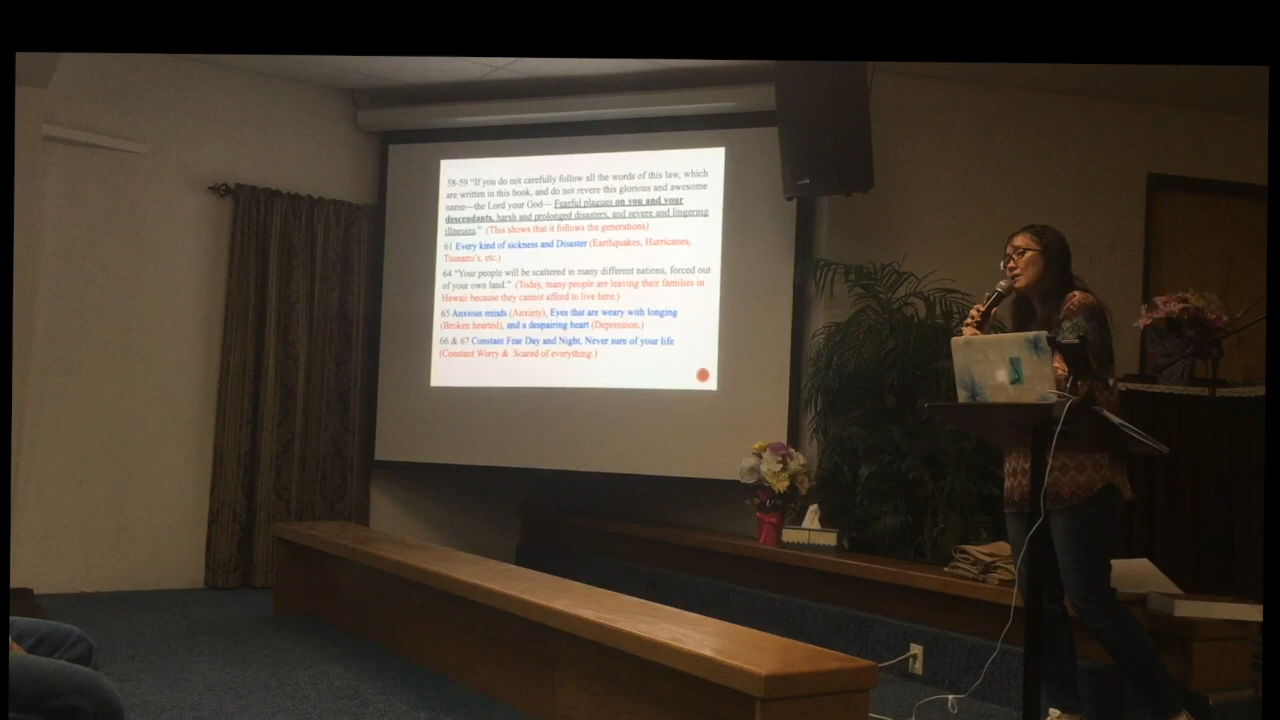 58-59 “If you do not carefully follow all the words of this law, which
are written in this book, and do not revere this glorious and awesome
name—the Lord your God— Fearful plagues on you and your
descendants, harsh and prolonged disasters, and severe and lingering
illnesses.” (This shows that it follows the generations)
61 Every kind of sickness and Disaster (Earthquakes, Hurricanes,
Tsunami’s, etc.)
64 “Your people will be scattered in many different nations, forced out
of your own land.” (Today, many people are leaving their families in
Hawaii because they cannot afford to live here.)
65 Anxious minds (Anxiety), Eyes that are weary with longing
(Broken hearted), and a despairing heart (Depression.)
66 & 67 Constant Fear Day and Night, Never sure of your life
(Constant Worry & Scared of everything.)